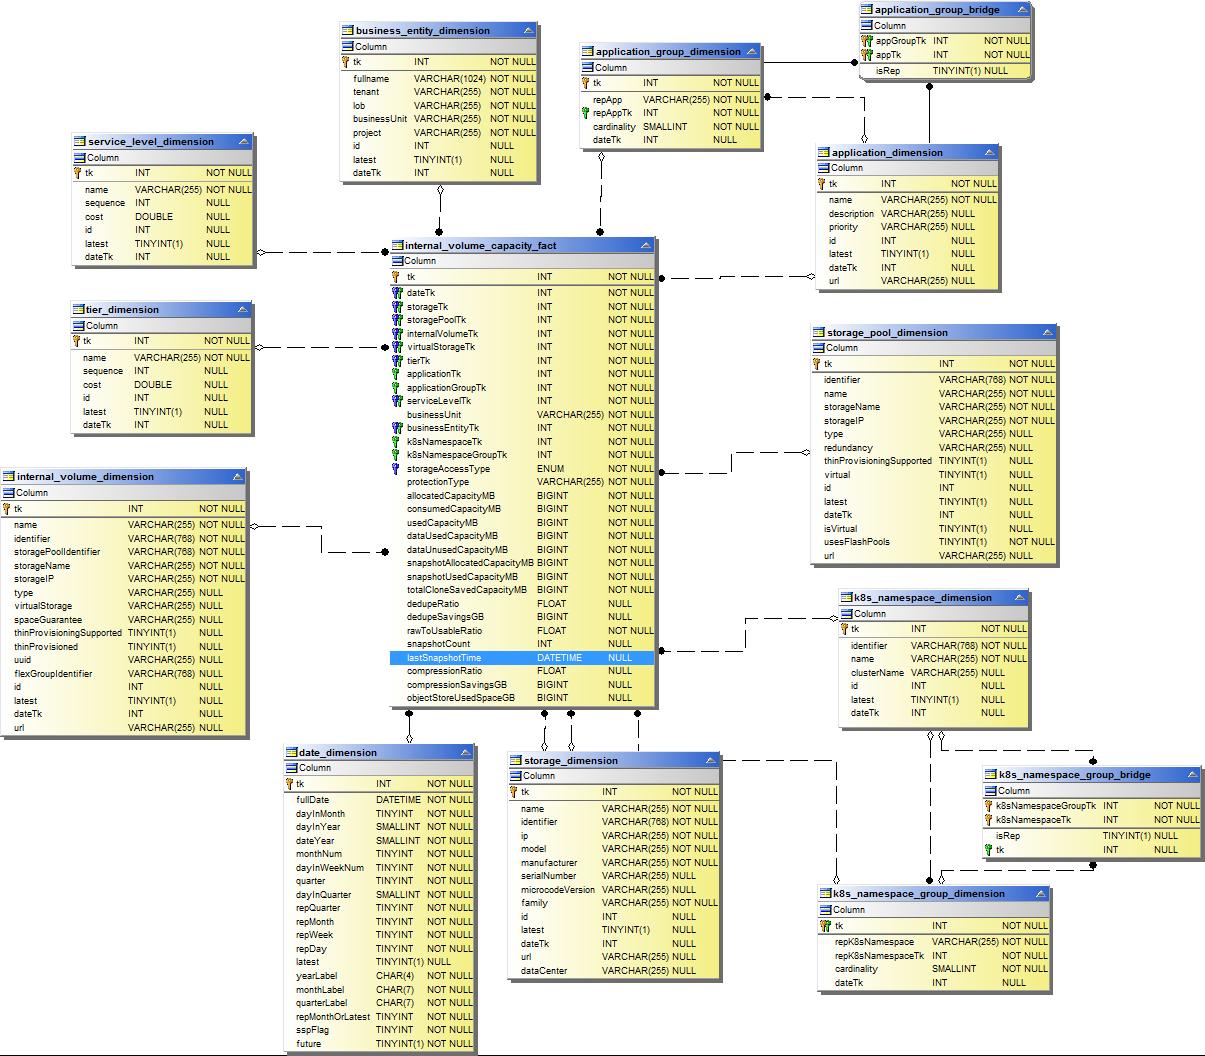 business_entity_dimension
Column
tk INT NOT NULL
fullname VARCHAR(1024) NOT NULL
tenant VARCHAR(255) NOT NULL
lob VARCHAR(255) NOT NULL
businessUnit VARCHAR(255) NOT NULL
project VARCHAR(255) NOT NULL
id INT NULL
latest TINYINT(1) NULL
dateTk INT NULL
application_group_dimension
Column
tk INT NOT NULL
repApp VARCHAR(255) NOT NULL
repAppTk INT NOT NULL
cardinality SMALLINT NOT NULL
dateTk INT NULL
application_group_bridge
Column
appGroupTk INT NOT NULL
appTk INT NOT NULL
isRep TINYINT(1) NULL
service_level_dimension
Column
tk INT NOT NULL
name VARCHAR(255) NOT NULL
sequence INT NULL
cost DOUBLE NULL
id INT NULL
latest TINYINT(1) NULL
dateTk INT NULL
application_dimension
Column
tk INT NOT NULL
name VARCHAR(255) NOT NULL
description VARCHAR(255) NULL
priority VARCHAR(255) NULL
id INT NULL
latest TINYINT(1) NULL
dateTk INT NULL
url VARCHAR(255) NULL
internal_volume_capacity_fact
Column
tk INT NOT NULL
dateTk INT NOT NULL
storageTk INT NOT NULL
storagePoolTk INT NOT NULL
internalVolumeTk INT NOT NULL
virtualStorageTk INT NOT NULL
tierTk INT NOT NULL
applicationTk INT NOT NULL
applicationGroupTk INT NOT NULL
serviceLevelTk INT NOT NULL
businessUnit VARCHAR(255) NOT NULL
businessEntityTk INT NOT NULL
k8sNamespaceTk INT NOT NULL
k8sNamespaceGroupTk INT NOT NULL
storageAccessType ENUM NOT NULL
protectionType VARCHAR(255) NOT NULL
allocatedCapacityMB BIGINT NOT NULL
consumedCapacityMB BIGINT NOT NULL
usedCapacityMB BIGINT NOT NULL
dataUsedCapacityMB BIGINT NOT NULL
dataUnusedCapacityMB BIGINT NOT NULL
snapshotAllocatedCapacityMB BIGINT NOT NULL
snapshotUsedCapacityMB BIGINT NOT NULL
totalCloneSavedCapacityMB BIGINT NOT NULL
dedupeRatio FLOAT NULL
dedupeSavingsGB BIGINT NULL
rawToUsableRatio FLOAT NOT NULL
snapshotCount INT NULL
lastSnapshotTime DATETIME NULL
compressionRatio FLOAT NULL
compressionSavingsGB BIGINT NULL
objectStoreUsedSpaceGB BIGINT NULL
tier_dimension
Column
tk INT NOT NULL
name VARCHAR(255) NOT NULL
sequence INT NULL
cost DOUBLE NULL
id INT NULL
latest TINYINT(1) NULL
dateTk INT NULL
storage_pool_dimension
Column
tk INT NOT NULL
identifier VARCHAR(768) NOT NULL
name VARCHAR(255) NOT NULL
storageName VARCHAR(255) NOT NULL
storageIP VARCHAR(255) NOT NULL
type VARCHAR(255) NULL
redundancy VARCHAR(255) NULL
thinProvisioningSupported TINYINT(1) NULL
virtual TINYINT(1) NULL
id INT NULL
latest TINYINT(1) NULL
dateTk INT NULL
isVirtual TINYINT(1) NULL
usesFlashPools TINYINT(1) NOT NULL
url VARCHAR(255) NULL
internal_volume_dimension
Column
tk INT NOT NULL
name VARCHAR(255) NOT NULL
identifier VARCHAR(768) NOT NULL
storagePoolIdentifier VARCHAR(768) NOT NULL
storageName VARCHAR(255) NOT NULL
storageIP VARCHAR(255) NOT NULL
type VARCHAR(255) NULL
virtualStorage VARCHAR(255) NULL
spaceGuarantee VARCHAR(255) NULL
thinProvisioningSupported TINYINT(1) NULL
thinProvisioned TINYINT(1) NULL
uuid VARCHAR(255) NULL
flexGroupIdentifier VARCHAR(768) NULL
id INT NULL
latest TINYINT(1) NULL
dateTk INT NULL
url VARCHAR(255) NULL
k8s_namespace_dimension
Column
tk INT NOT NULL
identifier VARCHAR(768) NOT NULL
name VARCHAR(255) NOT NULL
clusterName VARCHAR(255) NULL
id INT NULL
latest TINYINT(1) NULL
dateTk INT NULL
date_dimension
Column
tk INT NOT NULL
fullDate DATETIME NOT NULL
dayInMonth TINYINT NOT NULL
dayInYear SMALLINT NOT NULL
dateYear SMALLINT NOT NULL
monthNum TINYINT NOT NULL
dayInWeekNum TINYINT NOT NULL
quarter TINYINT NOT NULL
dayInQuarter SMALLINT NOT NULL
repQuarter TINYINT NOT NULL
repMonth TINYINT NOT NULL
repWeek TINYINT NOT NULL
repDay TINYINT NOT NULL
latest TINYINT(1) NULL
yearLabel CHAR(4) NOT NULL
monthLabel CHAR(7) NOT NULL
quarterLabel CHAR(7) NOT NULL
repMonthOrLatest TINYINT NOT NULL
sspFlag TINYINT NOT NULL
future TINYINT(1) NOT NULL
storage_dimension
Column
tk INT NOT NULL
name VARCHAR(255) NOT NULL
identifier VARCHAR(768) NOT NULL
ip VARCHAR(255) NOT NULL
model VARCHAR(255) NOT NULL
manufacturer VARCHAR(255) NOT NULL
serialNumber VARCHAR(255) NULL
microcodeVersion VARCHAR(255) NULL
family VARCHAR(255) NOT NULL
id INT NULL
latest TINYINT(1) NULL
dateTk INT NULL
url VARCHAR(255) NULL
dataCenter VARCHAR(255) NULL
k8s_namespace_group_bridge
Column
k8sNamespaceGroupTk INT NOT NULL
k8sNamespaceTk INT NOT NULL
isRep TINYINT(1) NULL
tk INT NOT NULL
k8s_namespace_group_dimension
Column
tk INT NOT NULL
repK8sNamespace VARCHAR(255) NOT NULL
repK8sNamespaceTk INT NOT NULL
cardinality SMALLINT NOT NULL
dateTk INT NULL